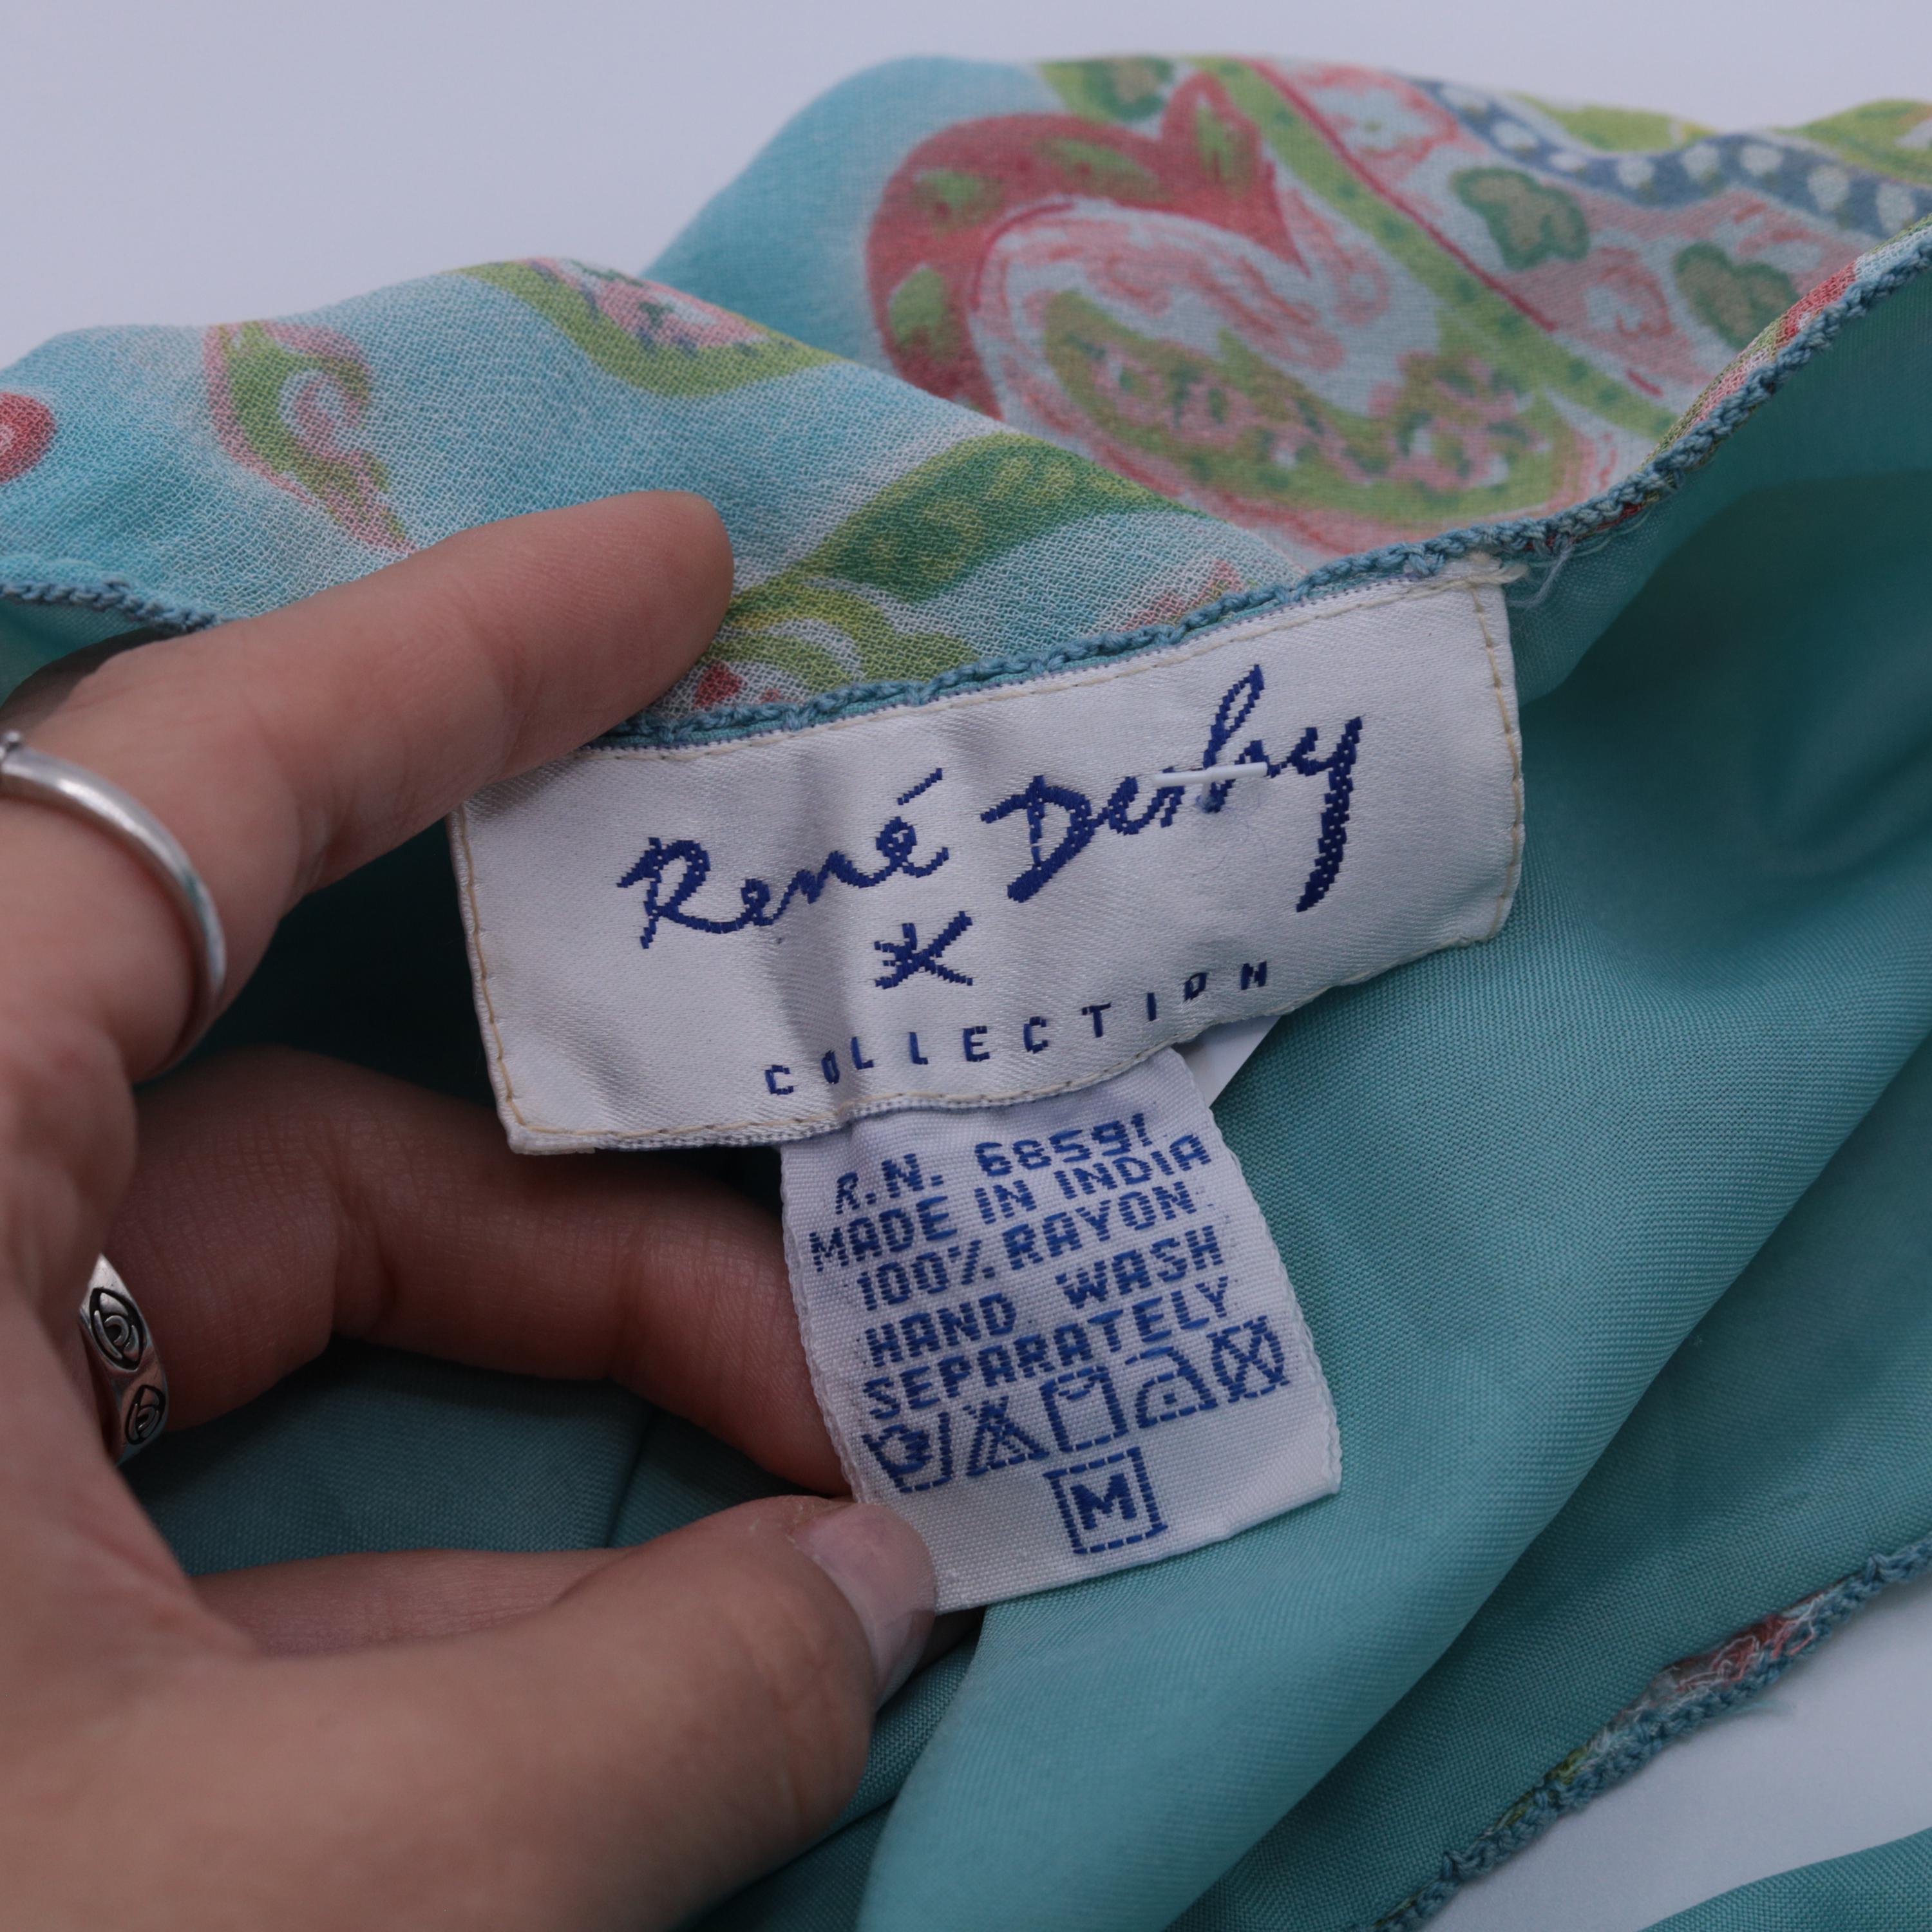 René Derhy
COLLECTION
R.N. 68591
MADE IN INDIA
100% RAYON
HAND WASH
SEPARATELY
M